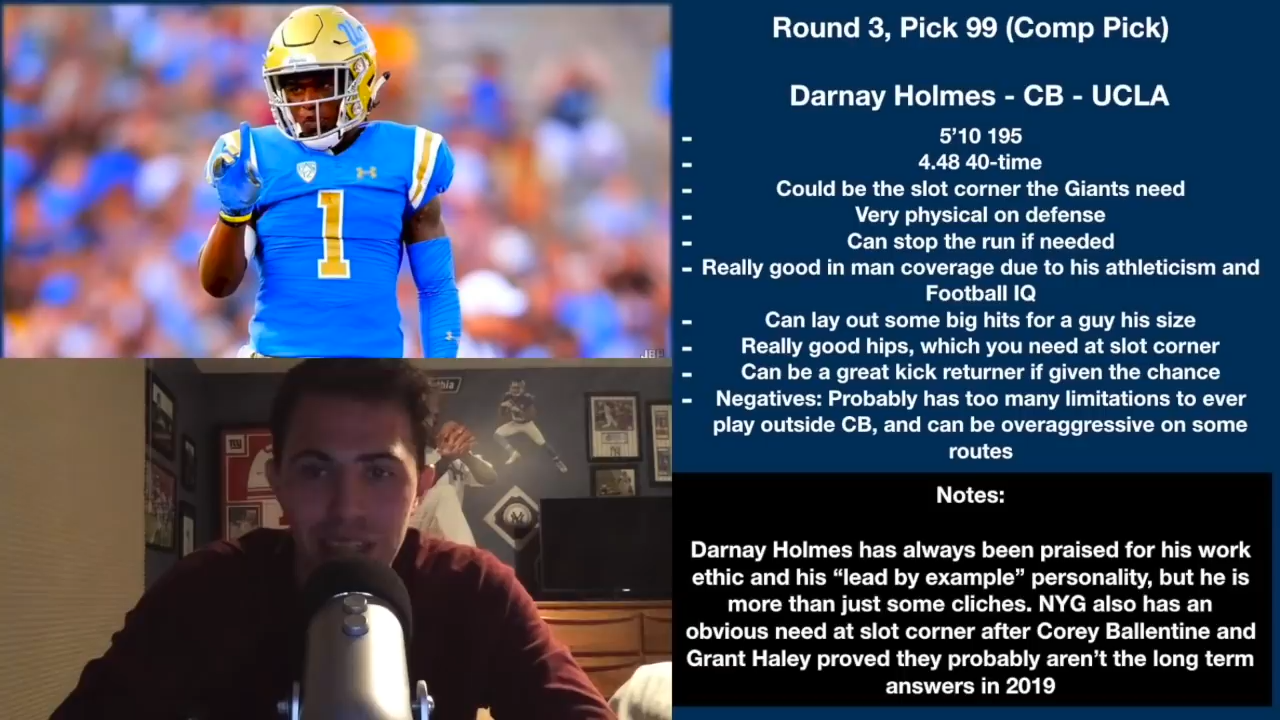 Round 3, Pick 99 (Comp Pick)
Darnay Holmes - CB - UCLA
- 5’10 195
- 4.48 40-time
- Could be the slot corner the Giants need
- Very physical on defense
- Can stop the run if needed
- Really good in man coverage due to his athleticism and
Football IQ
- Can lay out some big hits for a guy his size
- Really good hips, which you need at slot corner
- Can be a great kick returner if given the chance
- Negatives: Probably has too many limitations to ever
play outside CB, and can be overaggressive on some
routes
Notes:
Darnay Holmes has always been praised for his work
ethic and his “lead by example” personality, but he is
more than just some cliches. NYG also has an
obvious need at slot corner after Corey Ballentine and
Grant Haley proved they probably aren’t the long term
answers in 2019
1